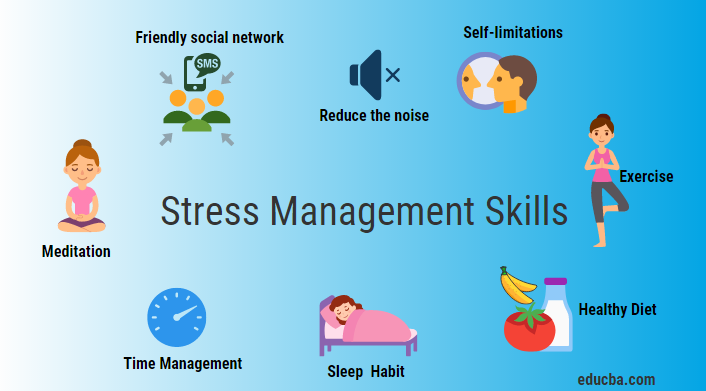 Self-limitations
Friendly social network
SMS
Reduce the noise
Exercise
Stress Management Skills
Meditation
Healthy Diet
Time Management
Sleep Habit
educba.com